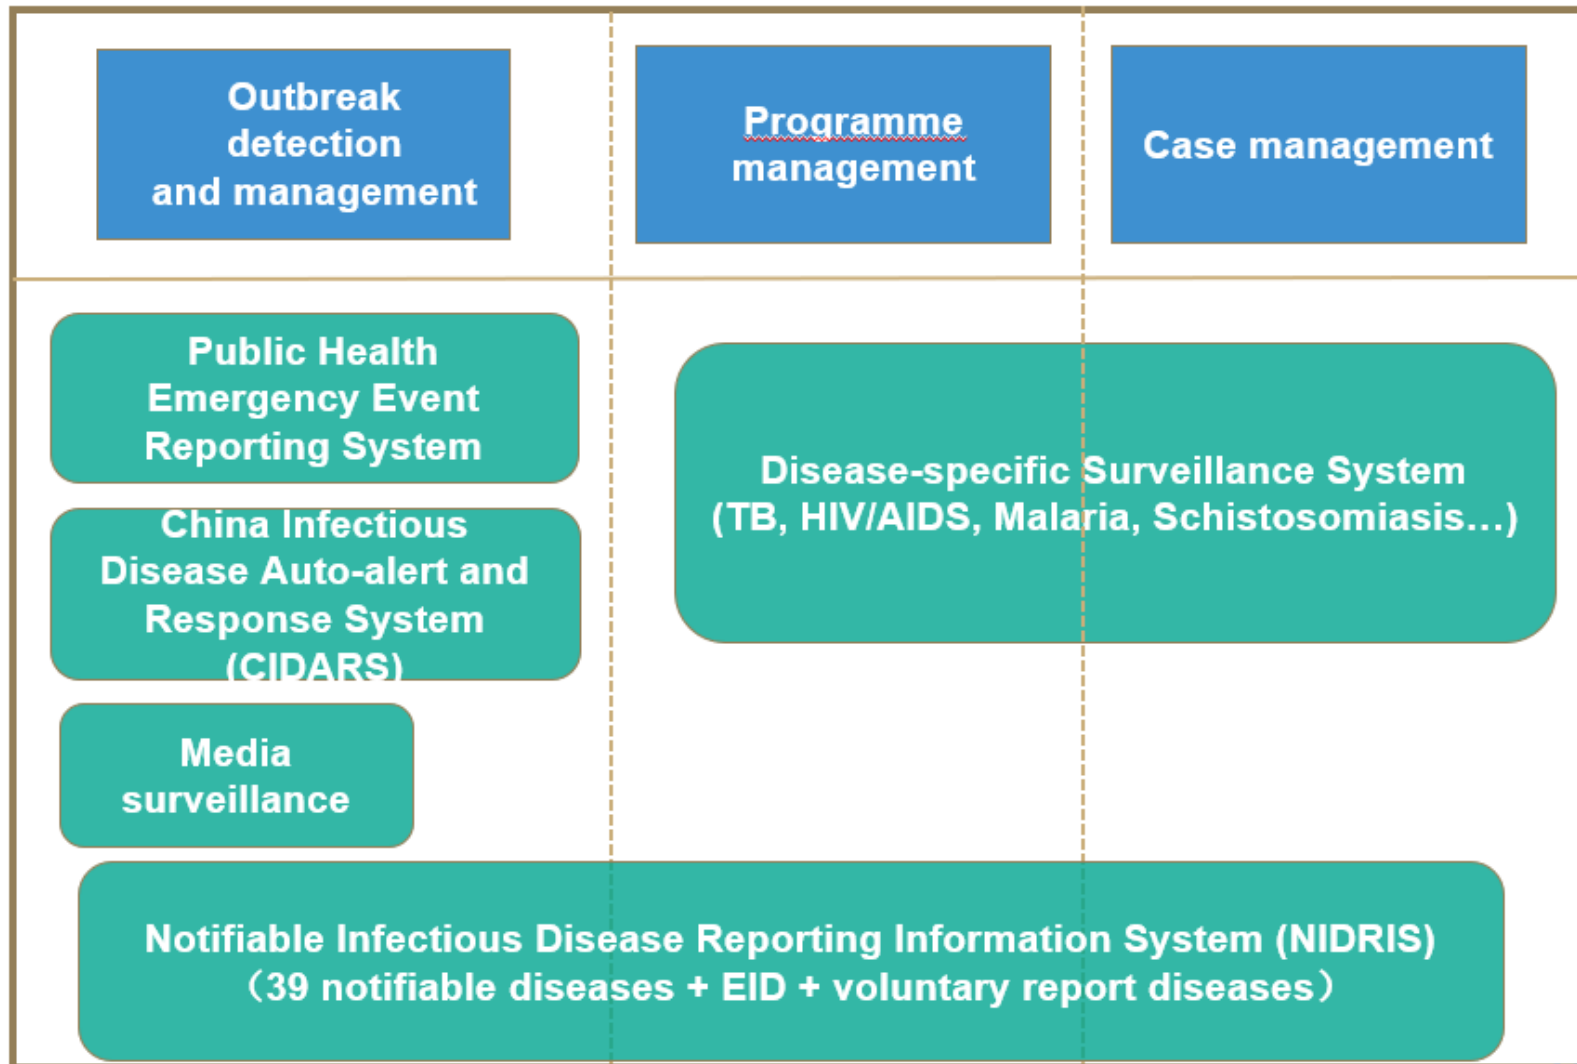 Outbreak
detection
and management
Programme
management
Case management
Public Health
Emergency Event
Reporting System
China Infectious
Disease Auto-alert and
Response System
(CIDARS)
Media
surveillance
Disease-specific Surveillance System
(TB, HIV/AIDS, Malaria, Schistosomiasis...)
Notifiable Infectious Disease Reporting Information System (NIDRIS)
（39 notifiable diseases + EID + voluntary report diseases）